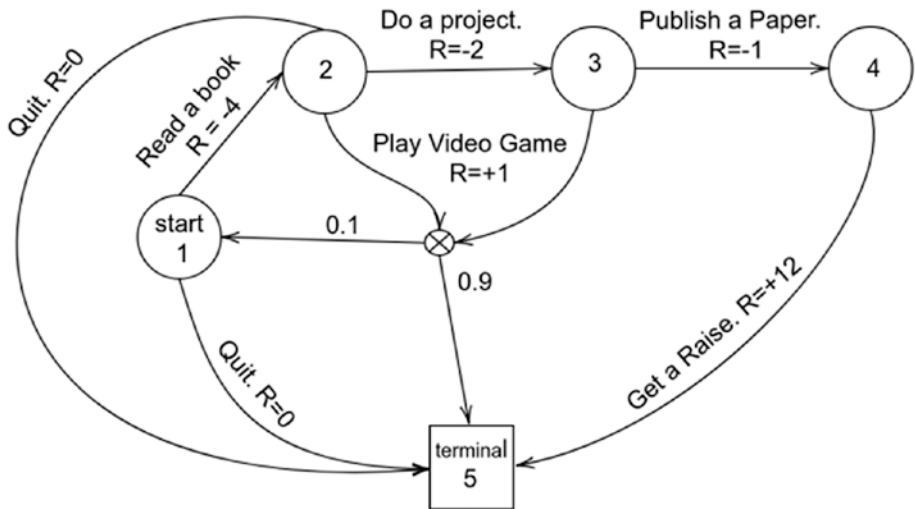 Do a project.
R=-2
Publish a Paper.
R=-1
Quit. R=0
Read a book
R = -4
2
3
4
Play Video Game
R=+1
start
1
0.1
0.9
Quit. R=0
Get a Raise. R=+12
terminal
5